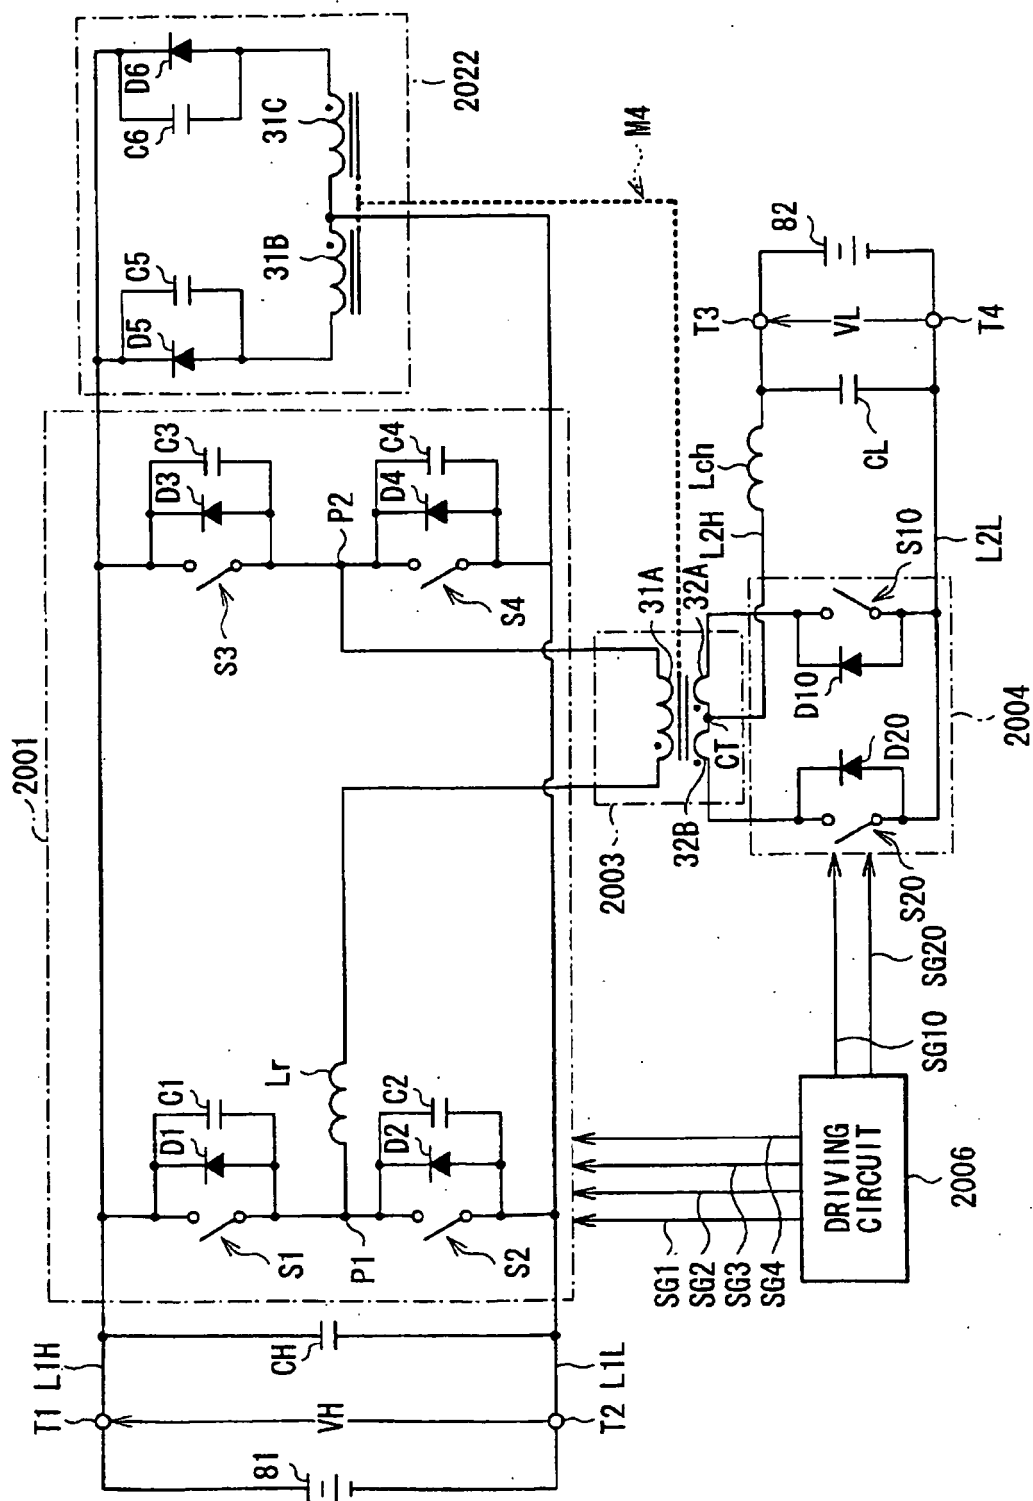 2001
2022
D6
C6
31C
31B
C5
D5
M4
C3
D3
C4
D4
P2
S3
S4
T1
L1H
81
VH
T2
L1L
CH
C1
D1
S1
P1
Lr
C2
D2
S2
2003
31A
32A
32B
CT
L2H
Lch
T3
82
VL
T4
CL
L2L
S10
D10
D20
S20
2004
SG1
SG2
SG3
SG4
DRIVING
CIRCUIT
2006
SG10
SG20